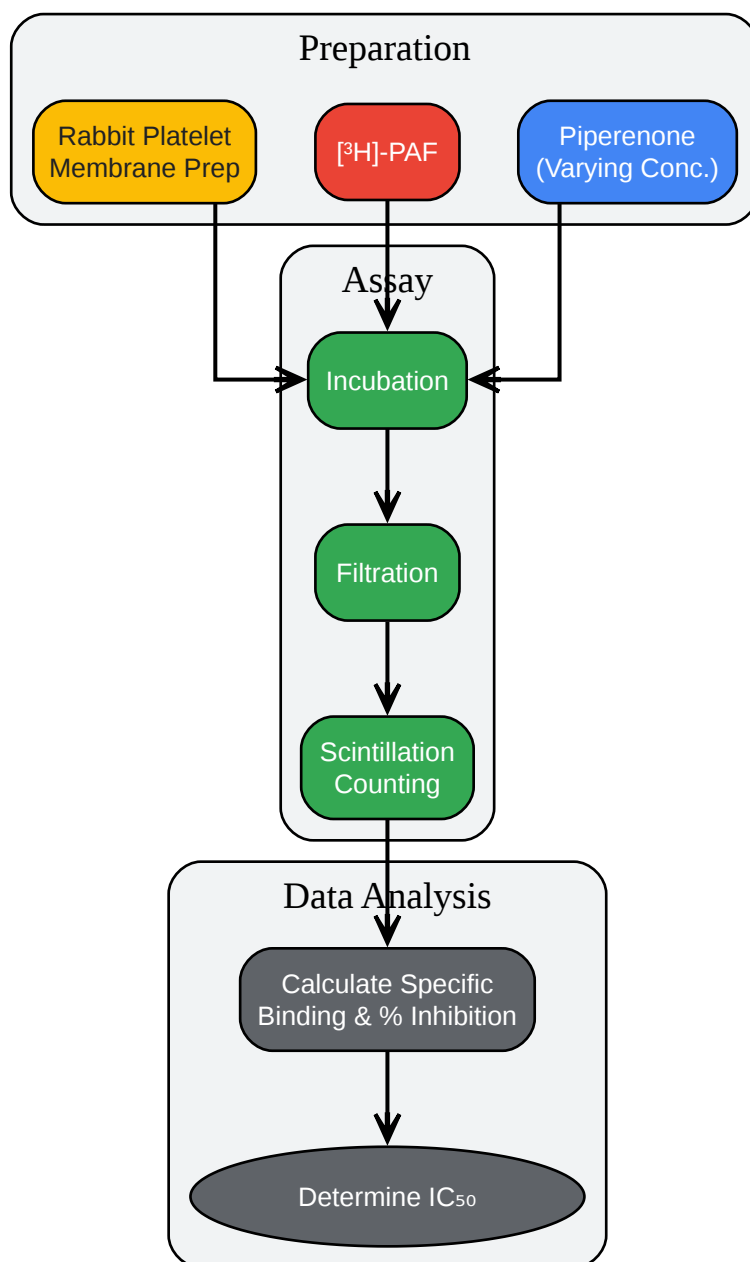 Preparation
Rabbit Platelet
Membrane Prep
[³H]-PAF
Piperenone
(Varying Conc.)
Assay
Incubation
Filtration
Scintillation
Counting
Data Analysis
Calculate Specific
Binding & % Inhibition
Determine IC₅₀